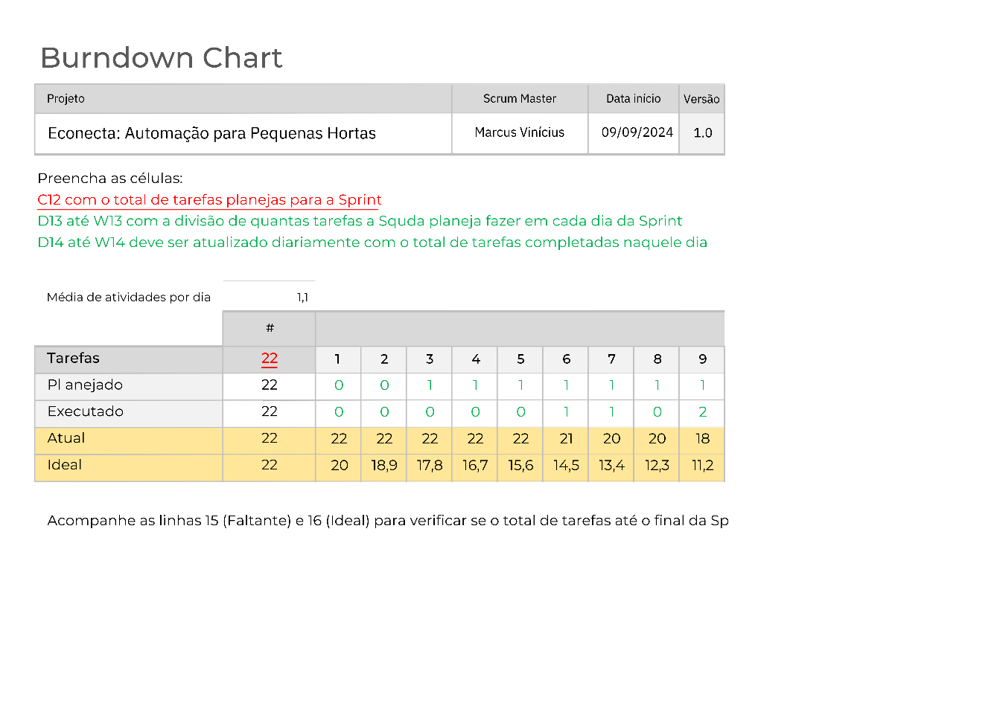 Burndown Chart
Projeto Scrum Master Data início Versão
Econecta: Automação para Pequenas Hortas Marcus Vinícius 09/09/2024 1.0
Preencha as células:
C12 com o total de tarefas planejas para a Sprint
D13 até W13 com a divisão de quantas tarefas a Squda planeja fazer em cada dia da Sprint
D14 até W14 deve ser atualizado diariamente com o total de tarefas completadas naquele dia
Média de atividades por dia 1,1
#
Tarefas 22 1 2 3 4 5 6 7 8 9
Pl anejado 22 0 0 1 1 1 1 1 1 1
Executado 22 0 0 0 0 0 1 1 0 2
Atual 22 22 22 22 22 22 21 20 20 18
Ideal 22 20 18,9 17,8 16,7 15,6 14,5 13,4 12,3 11,2
Acompanhe as linhas 15 (Faltante) e 16 (Ideal) para verificar se o total de tarefas até o final da Sp